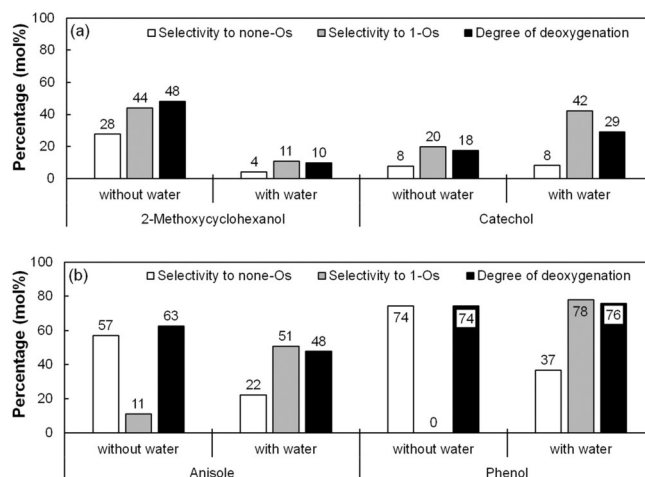 (a) Selectivity to none-Os Selectivity to 1-Os Degree of deoxygenation
Percentage (mol%)
100
80
60
40
20
0
28 44 48 4 11 10 8 20 18 8 42 29
without water with water without water with water
2-Methoxycyclohexanol Catechol
(b) Selectivity to none-Os Selectivity to 1-Os Degree of deoxygenation
Percentage (mol%)
100
80
60
40
20
0
57 11 63 22 51 48 74 0 74 37 78 76
without water with water without water with water
Anisole Phenol